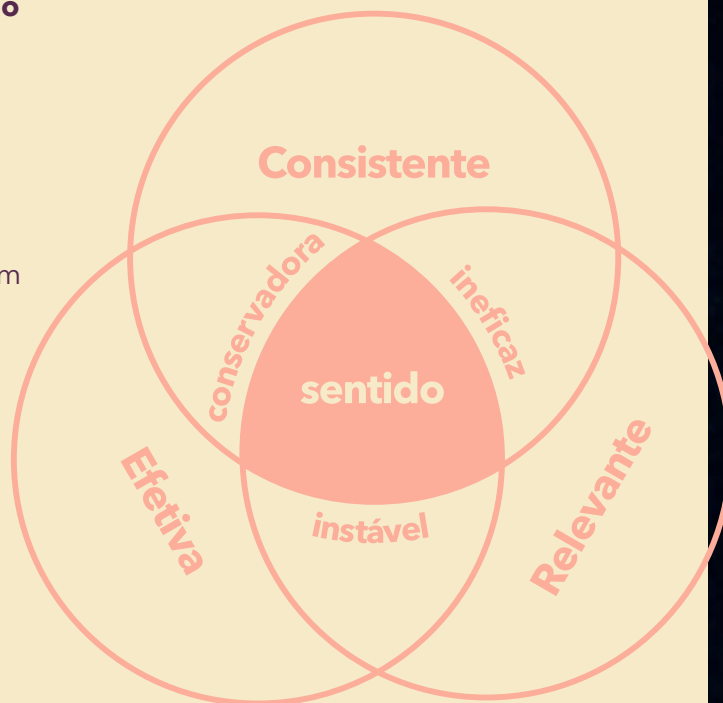 o
Consistente
m
conservadora
ineficaz
sentido
Efetiva
Relevante
instável